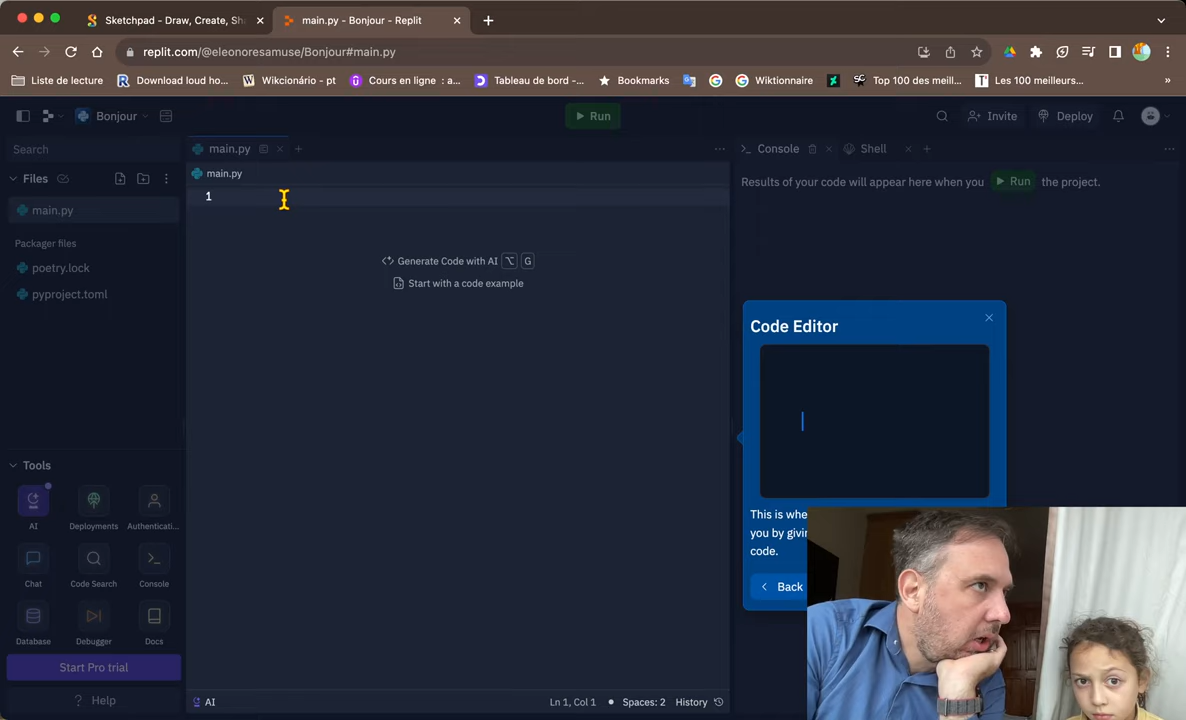 Sketchpad - Draw, Create, Sh
main.py - Bonjour - Replit
replit.com/@eleonoresamuse/Bonjour#main.py
Liste de lecture
Download loud ho...
Wikcionário - pt
Cours en ligne : a...
Tableau de bord -...
Bookmarks
Wiktionaire
Top 100 des meill...
Les 100 meilleurs...
»
Bonjour
Run
Invite
Deploy
Search
main.py
Console
Shell
Files
main.py
Results of your code will appear here when you Run the project.
main.py
1
Packager files
poetry.lock
pyproject.toml
Generate Code with AI ⌥ G
Start with a code example
Code Editor
This is whe
you by givin
code.
Back
Tools
AI
Deployments
Authenticati...
Chat
Code Search
Console
Database
Debugger
Docs
Start Pro trial
Help
AI
Ln 1, Col 1
Spaces: 2
History